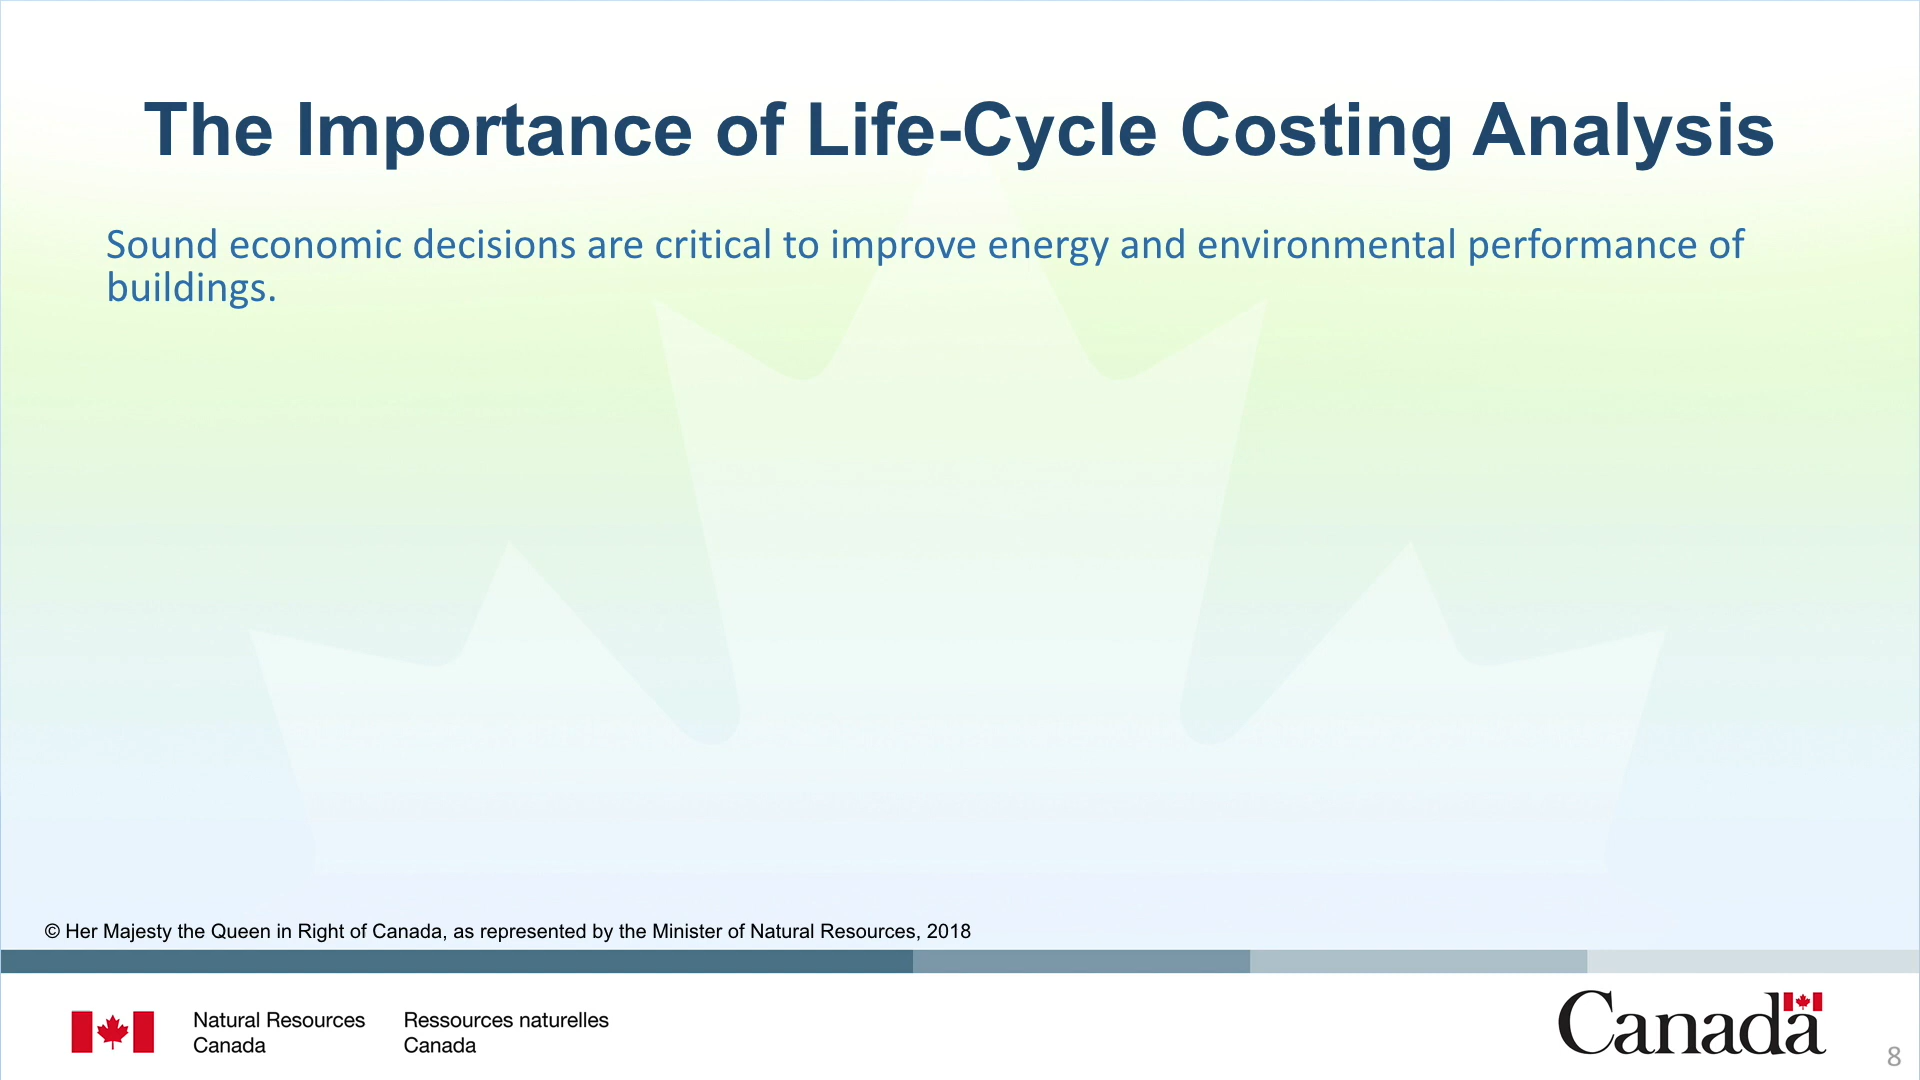 The Importance of Life-Cycle Costing Analysis
Sound economic decisions are critical to improve energy and environmental performance of
buildings.
© Her Majesty the Queen in Right of Canada, as represented by the Minister of Natural Resources, 2018
Natural Resources
Canada
Ressources naturelles
Canada
Canada
8